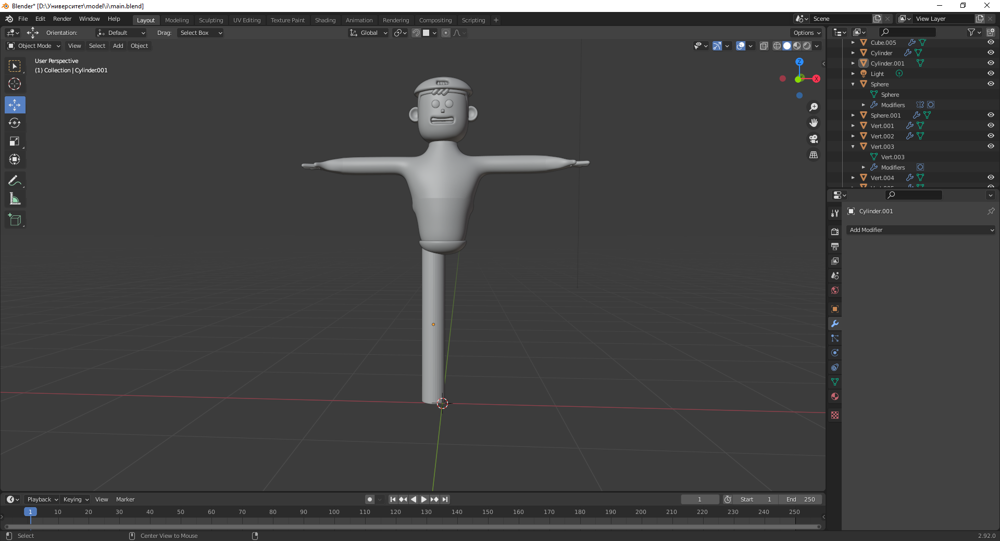 Blender* [D:\Университет\model\i\main.blend]
File Edit Render Window Help
Layout Modeling Sculpting UV Editing Texture Paint Shading Animation Rendering Compositing Scripting +
Scene
View Layer
Orientation: Default Drag: Select Box
Global
Options
Object Mode View Select Add Object
User Perspective
(1) Collection | Cylinder.001
Z
X
Cube.005
Cylinder
Cylinder.001
Light
Sphere
Sphere
Modifiers
Sphere.001
Vert.001
Vert.002
Vert.003
Vert.003
Modifiers
Vert.004
Cylinder.001
Add Modifier
Playback Keying View Marker
1 Start 1 End 250
1 10 20 30 40 50 60 70 80 90 100 110 120 130 140 150 160 170 180 190 200 210 220 230 240 250
Select Center View to Mouse
2.92.0